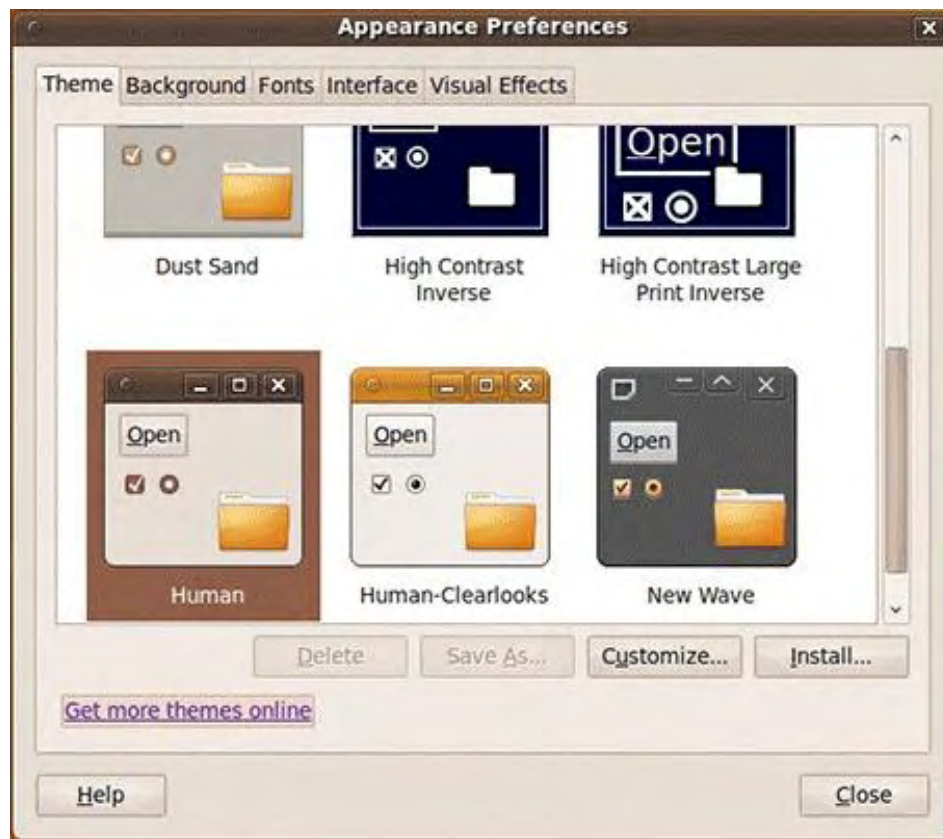 Appearance Preferences
Theme Background Fonts Interface Visual Effects
Open
Dust Sand
High Contrast
Inverse
High Contrast Large
Print Inverse
Open
Open
Open
Human
Human-Clearlooks
New Wave
Delete
Save As...
Customize...
Install...
Get more themes online
Help
Close